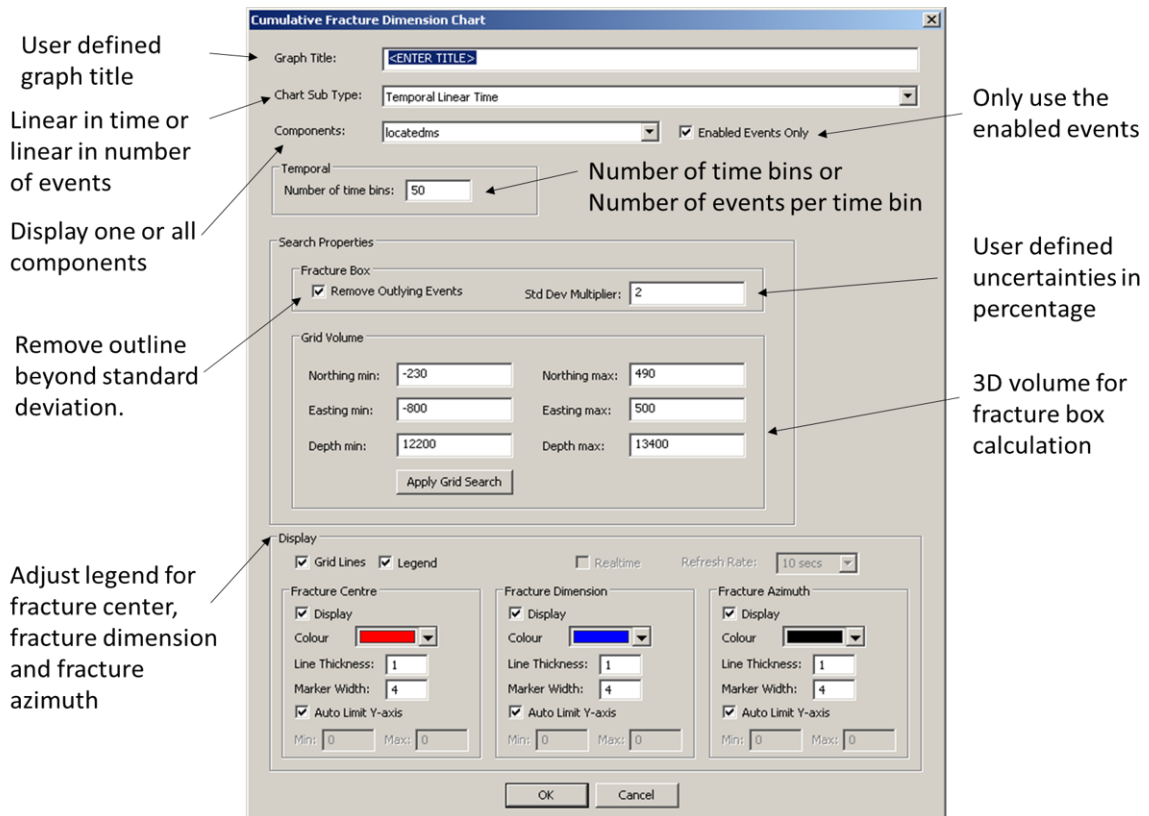 Cumulative Fracture Dimension Chart
User defined
graph title
Graph Title: <ENTER TITLE>
Linear in time or
linear in number
of events
Chart Sub Type: Temporal Linear Time
Components: locatedms Enabled Events Only
Only use the
enabled events
Temporal
Number of time bins: 50
Number of time bins or
Number of events per time bin
Display one or all
components
Search Properties
Fracture Box
Remove Outlying Events Std Dev Multiplier: 2
User defined
uncertainties in
percentage
Remove outline
beyond standard
deviation.
Grid Volume
Northing min: -230 Northing max: 490
Easting min: -800 Easting max: 500
Depth min: 12200 Depth max: 13400
Apply Grid Search
3D volume for
fracture box
calculation
Display
Grid Lines Legend Realtime Refresh Rate: 10 secs
Adjust legend for
fracture center,
fracture dimension
and fracture
azimuth
Fracture Centre
Display
Colour
Line Thickness: 1
Marker Width: 4
Auto Limit Y-axis
Min: 0 Max: 0
Fracture Dimension
Display
Colour
Line Thickness: 1
Marker Width: 4
Auto Limit Y-axis
Min: 0 Max: 0
Fracture Azimuth
Display
Colour
Line Thickness: 1
Marker Width: 4
Auto Limit Y-axis
Min: 0 Max: 0
OK Cancel